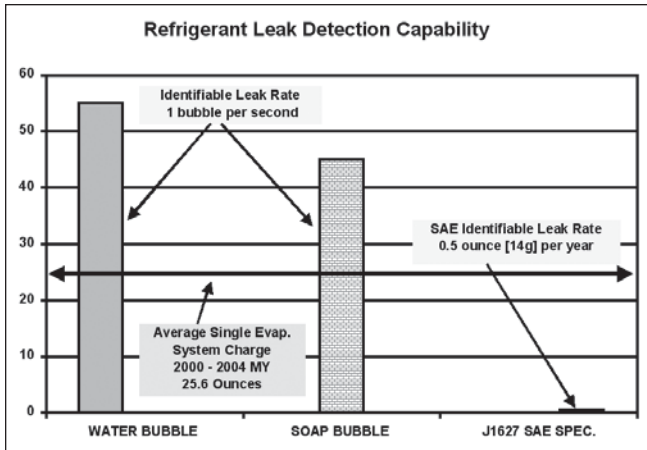 Refrigerant Leak Detection Capability
60
50
40
30
20
10
0
Identifiable Leak Rate
1 bubble per second
SAE Identifiable Leak Rate
0.5 ounce [14g] per year
Average Single Evap.
System Charge
2000 - 2004 MY
25.6 Ounces
WATER BUBBLE
SOAP BUBBLE
J1627 SAE SPEC.